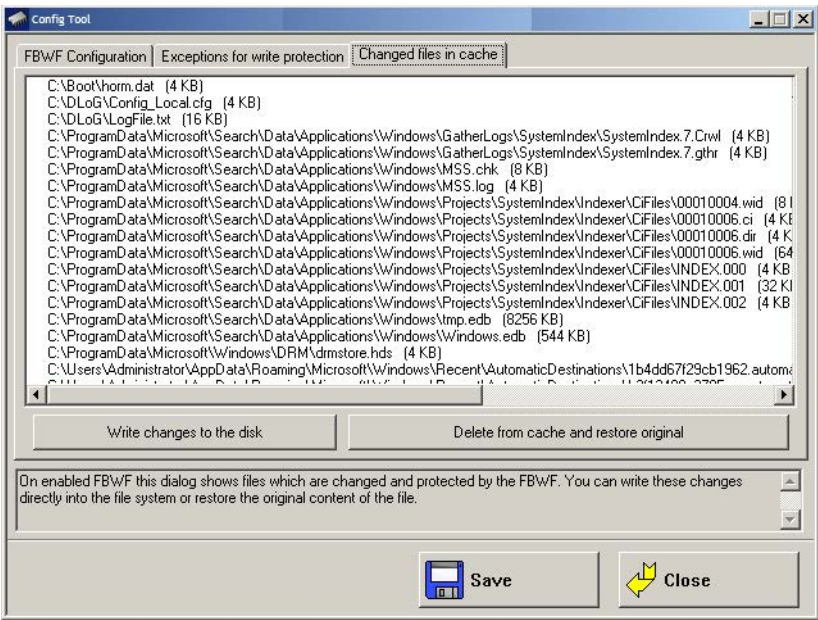 Config Tool
FBWF Configuration Exceptions for write protection Changed files in cache
C:\Boot\horm.dat (4 KB)
C:\DLoG\Config_Local.cfg (4 KB)
C:\DLoG\LogFile.txt (16 KB)
C:\ProgramData\Microsoft\Search\Data\Applications\Windows\GatherLogs\SystemIndex\SystemIndex.7.Crwl (4 KB)
C:\ProgramData\Microsoft\Search\Data\Applications\Windows\GatherLogs\SystemIndex\SystemIndex.7.gthr (4 KB)
C:\ProgramData\Microsoft\Search\Data\Applications\Windows\MSS.chk (8 KB)
C:\ProgramData\Microsoft\Search\Data\Applications\Windows\MSS.log (4 KB)
C:\ProgramData\Microsoft\Search\Data\Applications\Windows\Projects\SystemIndex\Indexer\CiFiles\00010004.wid (8
C:\ProgramData\Microsoft\Search\Data\Applications\Windows\Projects\SystemIndex\Indexer\CiFiles\00010006.ci (4 KB
C:\ProgramData\Microsoft\Search\Data\Applications\Windows\Projects\SystemIndex\Indexer\CiFiles\00010006.dir (4 K
C:\ProgramData\Microsoft\Search\Data\Applications\Windows\Projects\SystemIndex\Indexer\CiFiles\00010006.wid (64
C:\ProgramData\Microsoft\Search\Data\Applications\Windows\Projects\SystemIndex\Indexer\CiFiles\INDEX.000 (4 KB
C:\ProgramData\Microsoft\Search\Data\Applications\Windows\Projects\SystemIndex\Indexer\CiFiles\INDEX.001 (32 K
C:\ProgramData\Microsoft\Search\Data\Applications\Windows\Projects\SystemIndex\Indexer\CiFiles\INDEX.002 (4 KB
C:\ProgramData\Microsoft\Search\Data\Applications\Windows\tmp.edb (8256 KB)
C:\ProgramData\Microsoft\Search\Data\Applications\Windows\Windows.edb (544 KB)
C:\ProgramData\Microsoft\Windows\DRM\drmstore.hds (4 KB)
C:\Users\Administrator\AppData\Roaming\Microsoft\Windows\Recent\AutomaticDestinations\1b4dd67f29cb1962.automa
Write changes to the disk Delete from cache and restore original
On enabled FBWF this dialog shows files which are changed and protected by the FBWF. You can write these changes
directly into the file system or restore the original content of the file.
Save Close